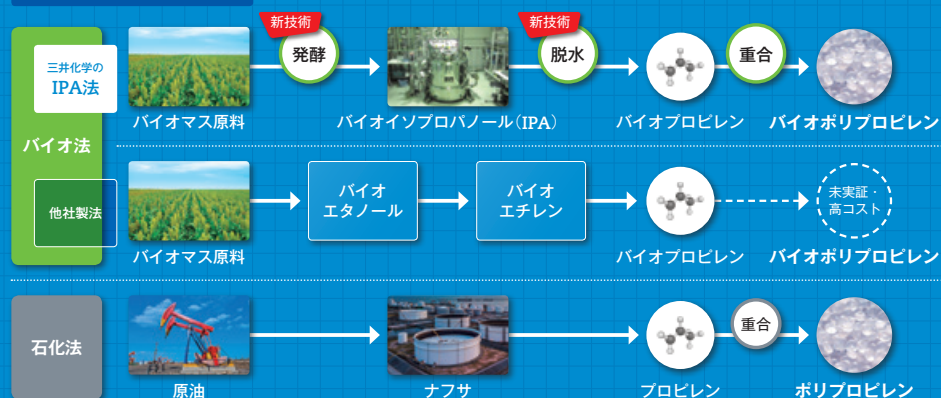 新技術
新技術
三井化学の
IPA法
発酵
脱水
重合
バイオマス原料
バイオイソプロパノール(IPA)
バイオプロピレン
バイオポリプロピレン
バイオ法
他社製法
バイオ
エタノール
バイオ
エチレン
未実証・
高コスト
バイオマス原料
バイオプロピレン
バイオポリプロピレン
石化法
重合
原油
ナフサ
プロピレン
ポリプロピレン